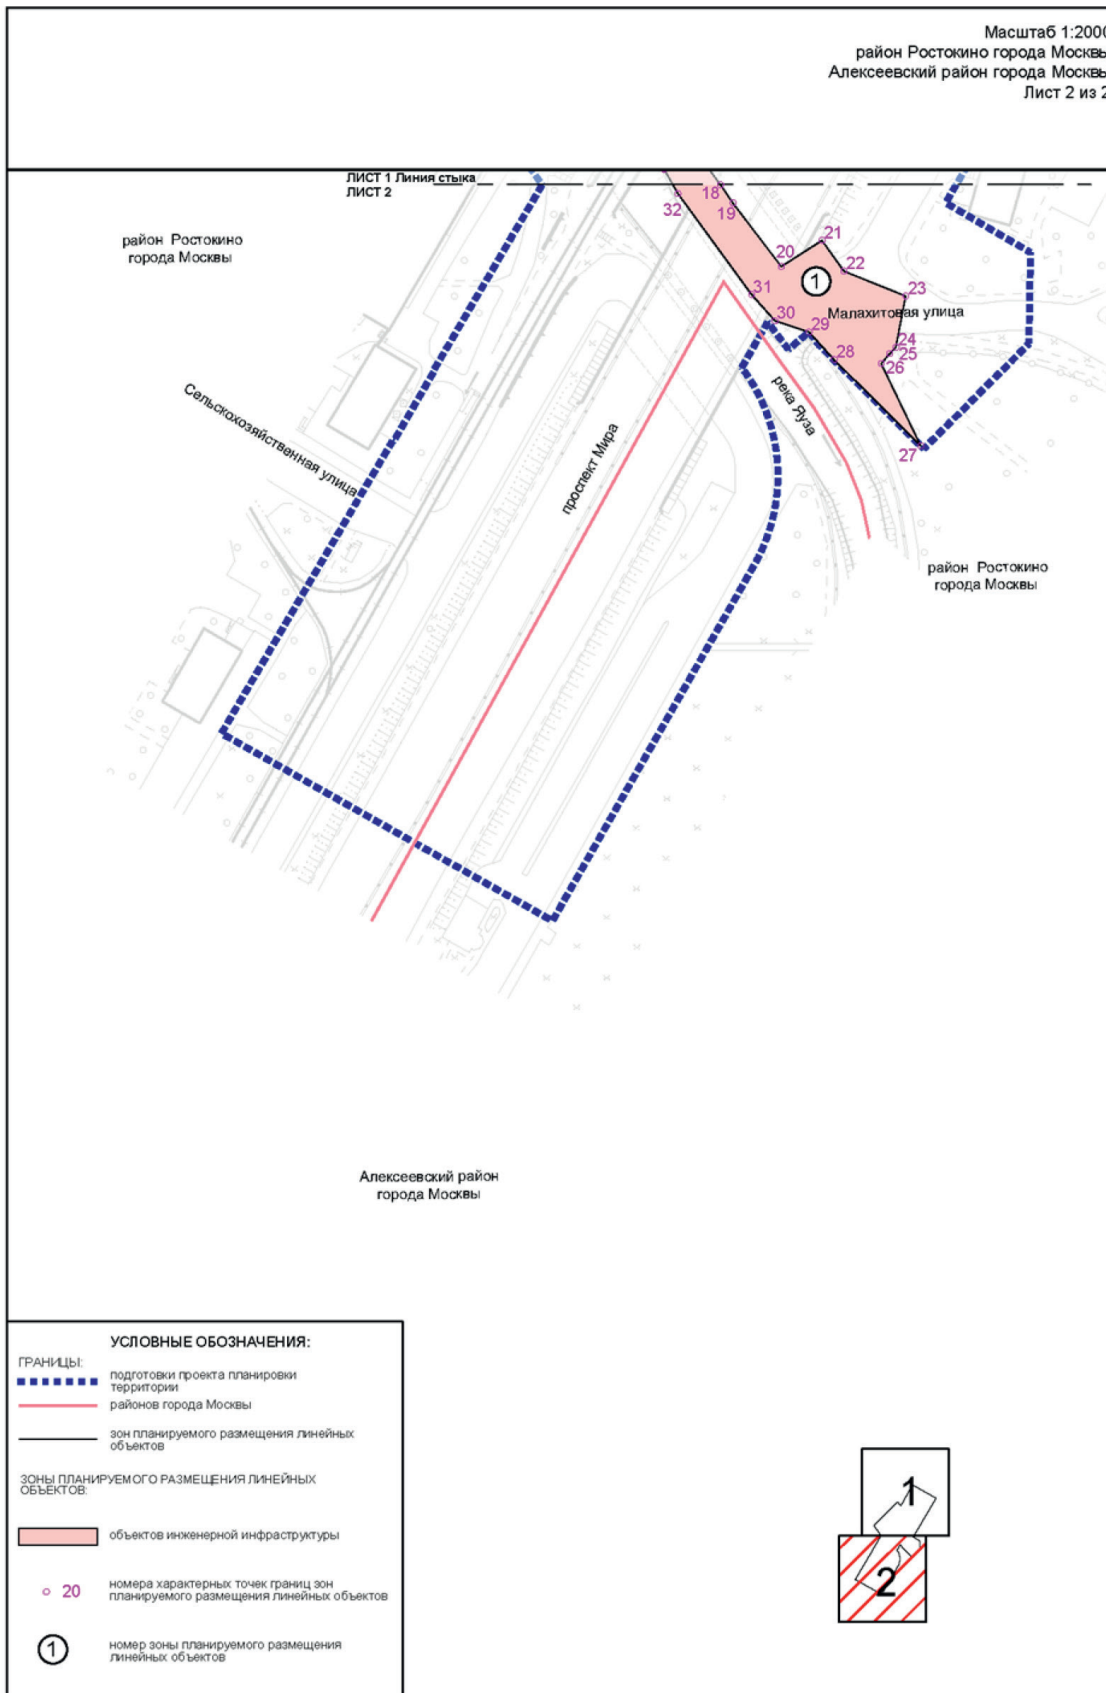 Масштаб 1:2000
район Ростокино города Москвы
Алексеевский район города Москвы
Лист 2 из 2
ЛИСТ 1 Линия стыка
ЛИСТ 2
18
32
19
район Ростокино
города Москвы
21
20
22
1
31
23
Малахитовая улица
30
29
24
28
25
26
река Яуза
Сельскохозяйственная улица
проспект Мира
27
район Ростокино
города Москвы
Алексеевский район
города Москвы
УСЛОВНЫЕ ОБОЗНАЧЕНИЯ:
ГРАНИЦЫ:
подготовки проекта планировки
территории
районов города Москвы
зон планируемого размещения линейных
объектов
ЗОНЫ ПЛАНИРУЕМОГО РАЗМЕЩЕНИЯ ЛИНЕЙНЫХ
ОБЪЕКТОВ:
объектов инженерной инфраструктуры
20
номера характерных точек границ зон
планируемого размещения линейных объектов
1
номер зоны планируемого размещения
линейных объектов
1
2